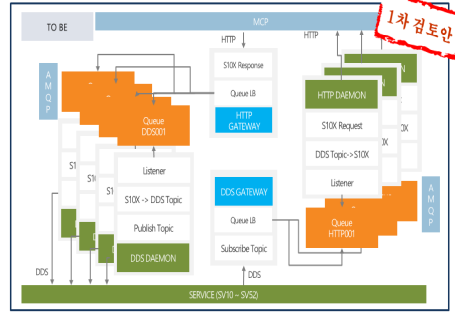 TO BE
MCP
1차 검토안
HTTP
HTTP
S10X Response
Queue LB
HTTP
GATEWAY
AMQP
Queue
DDS001
HTTP DAEMON
S10X Request
DDS Topic->S10X
Listener
Listener
S10X -> DDS Topic
Publish Topic
DDS DAEMON
DDS GATEWAY
Queue LB
Subscribe Topic
Queue
HTTP001
AMQP
DDS
DDS
SERVICE (SV10 – SV52)